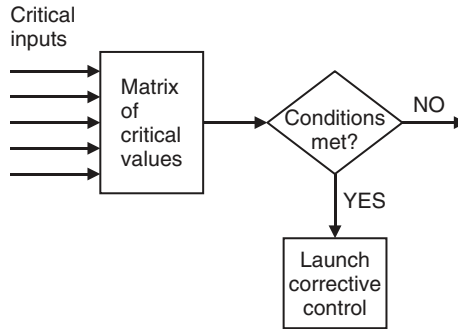 Critical
inputs
Matrix
of
critical
values
Conditions
met?
NO
YES
Launch
corrective
control